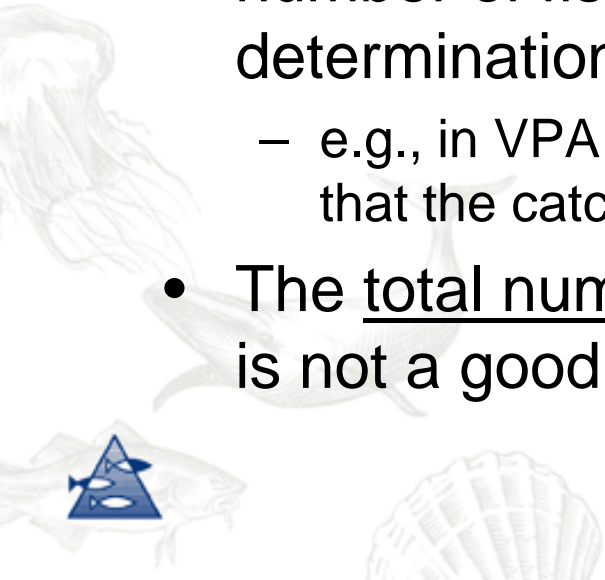 determination
– e.g., in VPA
that the catc
• The total num
is not a good